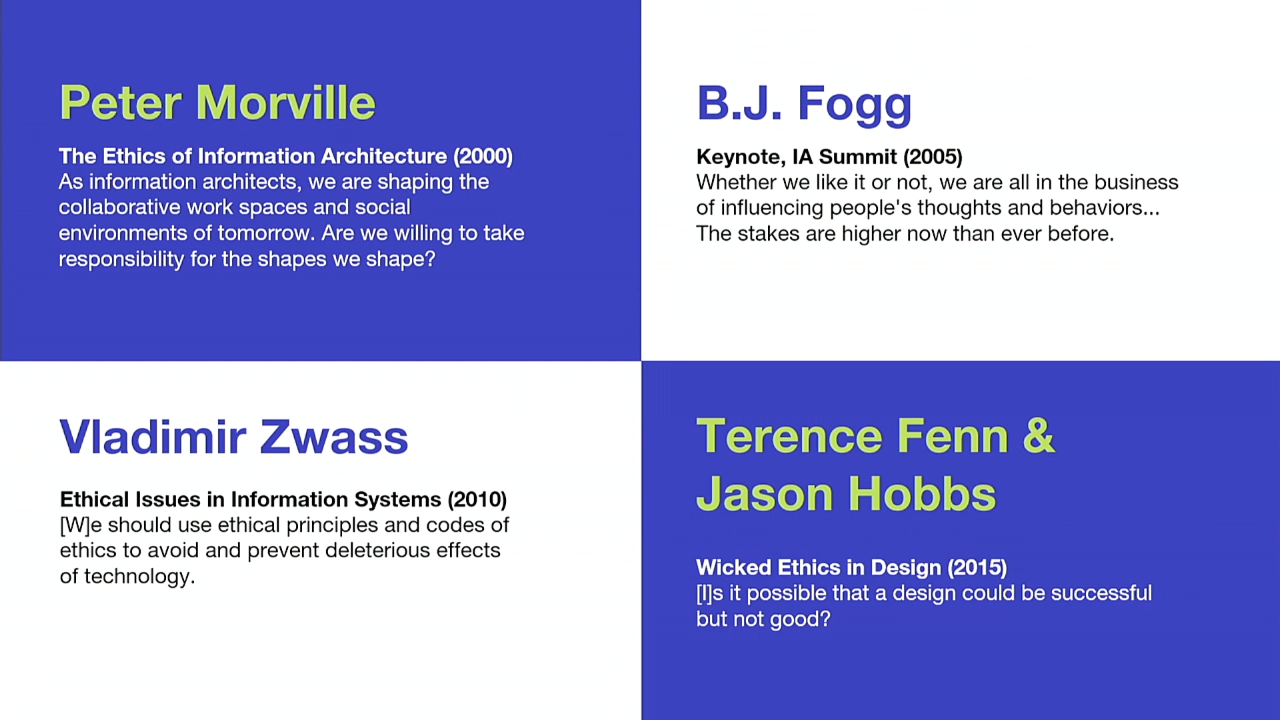 Peter Morville
The Ethics of Information Architecture (2000)
As information architects, we are shaping the
collaborative work spaces and social
environments of tomorrow. Are we willing to take
responsibility for the shapes we shape?
B.J. Fogg
Keynote, IA Summit (2005)
Whether we like it or not, we are all in the business
of influencing people's thoughts and behaviors...
The stakes are higher now than ever before.
Vladimir Zwass
Ethical Issues in Information Systems (2010)
[W]e should use ethical principles and codes of
ethics to avoid and prevent deleterious effects
of technology.
Terence Fenn &
Jason Hobbs
Wicked Ethics in Design (2015)
[I]s it possible that a design could be successful
but not good?